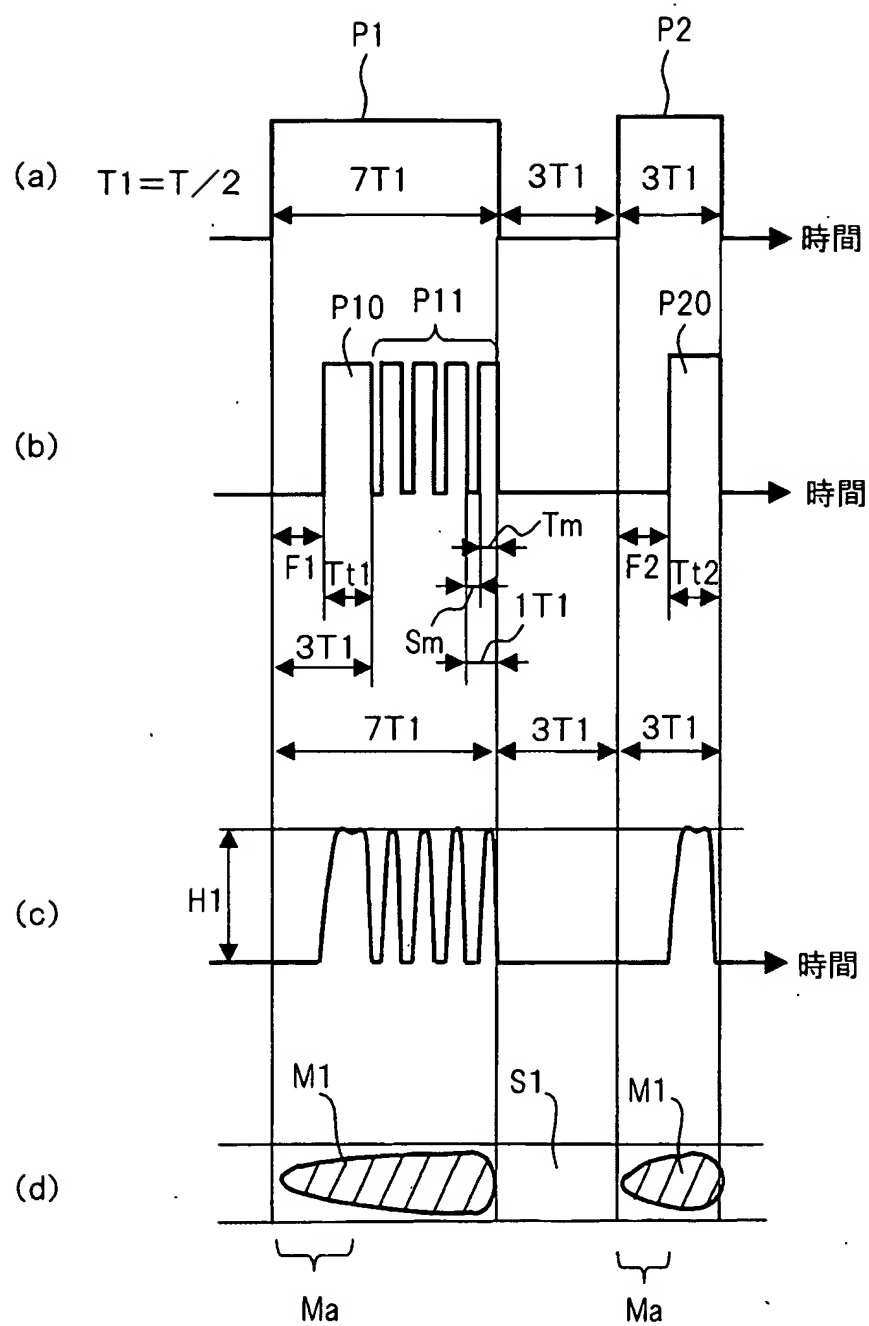 P1
P2
(a)
T1=T/2
7T1
3T1
3T1
時間
P10
P11
P20
(b)
時間
F1
Tt1
3T1
Tm
Sm
1T1
F2
Tt2
7T1
3T1
3T1
H1
(c)
時間
M1
S1
M1
(d)
Ma
Ma